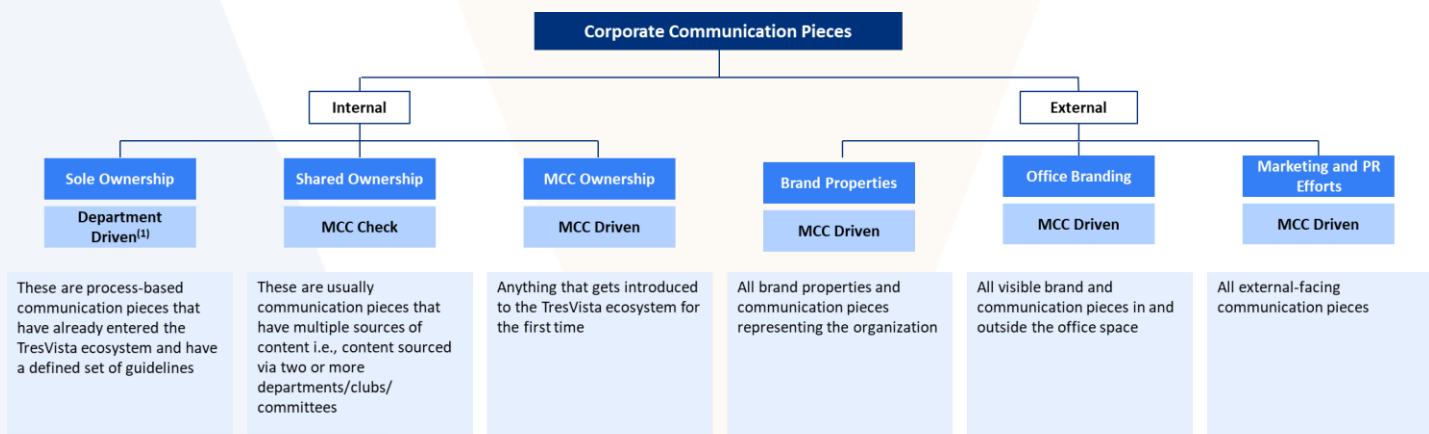 Corporate Communication Pieces
Internal
External
Sole Ownership
Shared Ownership
MCC Ownership
Brand Properties
Office Branding
Marketing and PR
Efforts
Department
Driven(1)
MCC Check
MCC Driven
MCC Driven
MCC Driven
MCC Driven
These are process-based
communication pieces that
have already entered the
TresVista ecosystem and have
a defined set of guidelines
These are usually
communication pieces that
have multiple sources of
content i.e., content sourced
via two or more
departments/clubs/
committees
Anything that gets introduced
to the TresVista ecosystem for
the first time
All brand properties and
communication pieces
representing the organization
All visible brand and
communication pieces in and
outside the office space
All external-facing
communication pieces